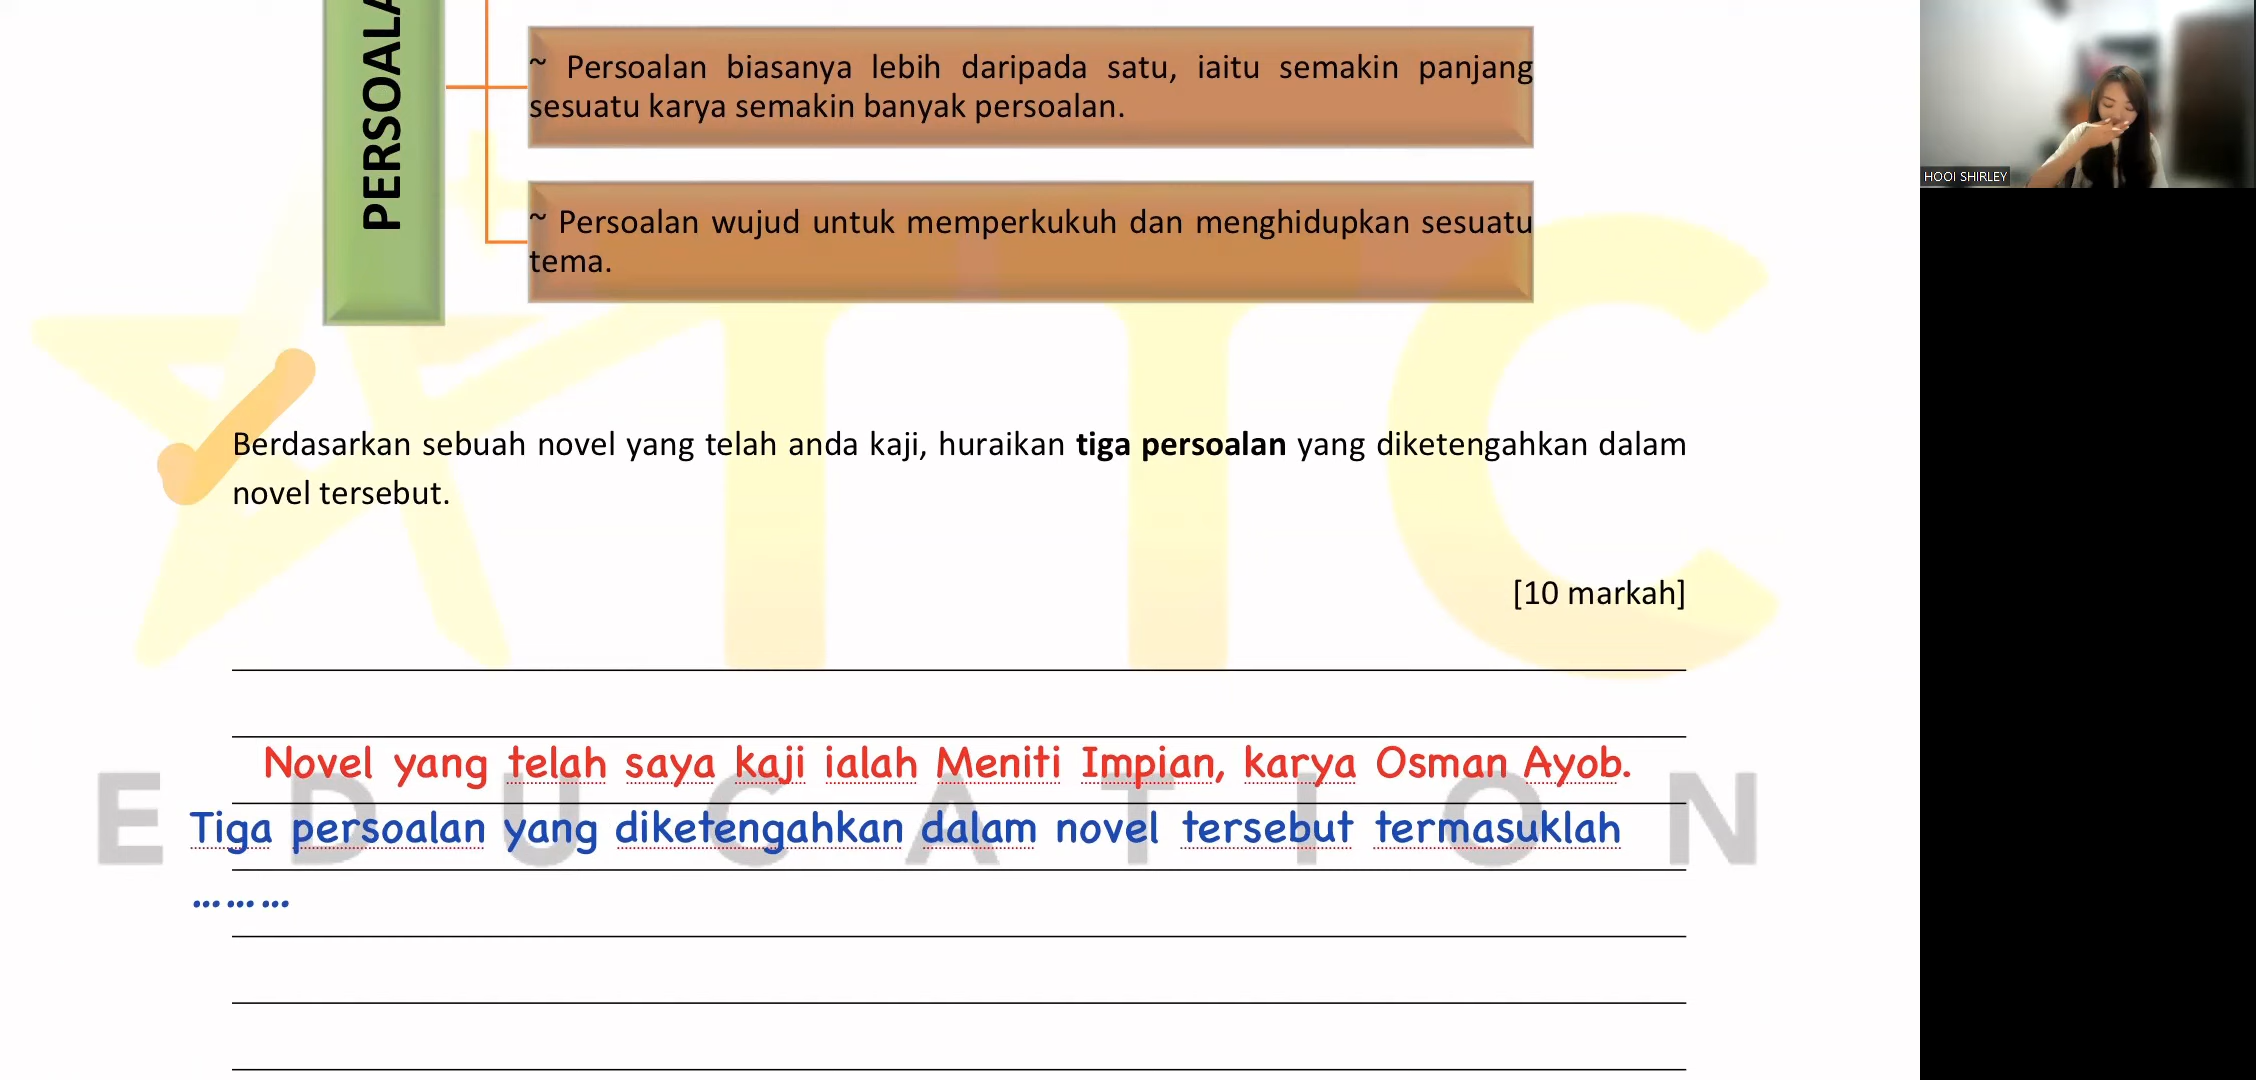 PERSOALA
~ Persoalan biasanya lebih daripada satu, iaitu semakin panjang
sesuatu karya semakin banyak persoalan.
~ Persoalan wujud untuk memperkukuh dan menghidupkan sesuatu
tema.
HOOI SHIRLEY
Berdasarkan sebuah novel yang telah anda kaji, huraikan tiga persoalan yang diketengahkan dalam
novel tersebut.
[10 markah]
Novel yang telah saya kaji ialah Meniti Impian, karya Osman Ayob.
Tiga persoalan yang diketengahkan dalam novel tersebut termasuklah
... ... ...
TTC
EDUCATION